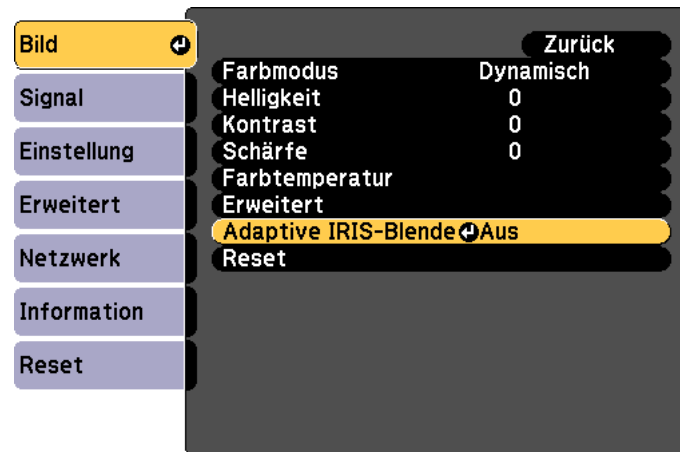 Bild
Signal
Einstellung
Erweitert
Netzwerk
Information
Reset
Zurück
Farbmodus Dynamisch
Helligkeit 0
Kontrast 0
Schärfe 0
Farbtemperatur
Erweitert
Adaptive IRIS-Blende Aus
Reset